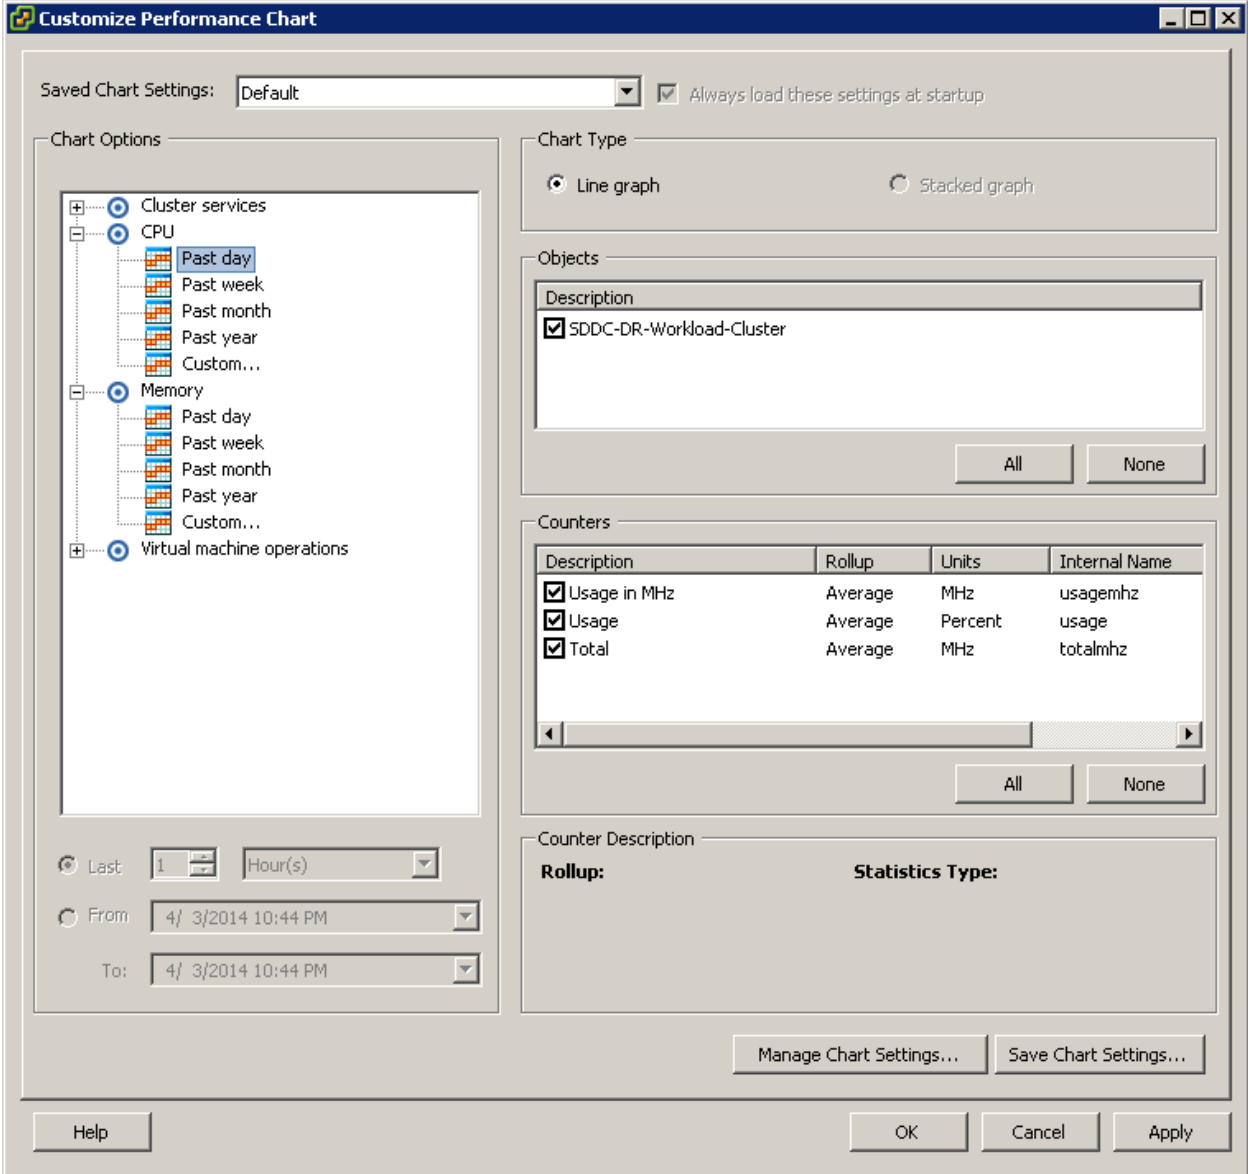 Customize Performance Chart
Saved Chart Settings: Default Always load these settings at startup
Chart Options
Cluster services
CPU
Past day
Past week
Past month
Past year
Custom...
Memory
Past day
Past week
Past month
Past year
Custom...
Virtual machine operations
Last 1 Hour(s)
From 4/ 3/2014 10:44 PM
To: 4/ 3/2014 10:44 PM
Chart Type
Line graph Stacked graph
Objects
Description
SDDC-DR-Workload-Cluster
All None
Counters
Description Rollup Units Internal Name
Usage in MHz Average MHz usagemhz
Usage Average Percent usage
Total Average MHz totalmhz
All None
Counter Description
Rollup: Statistics Type:
Manage Chart Settings... Save Chart Settings...
Help OK Cancel Apply